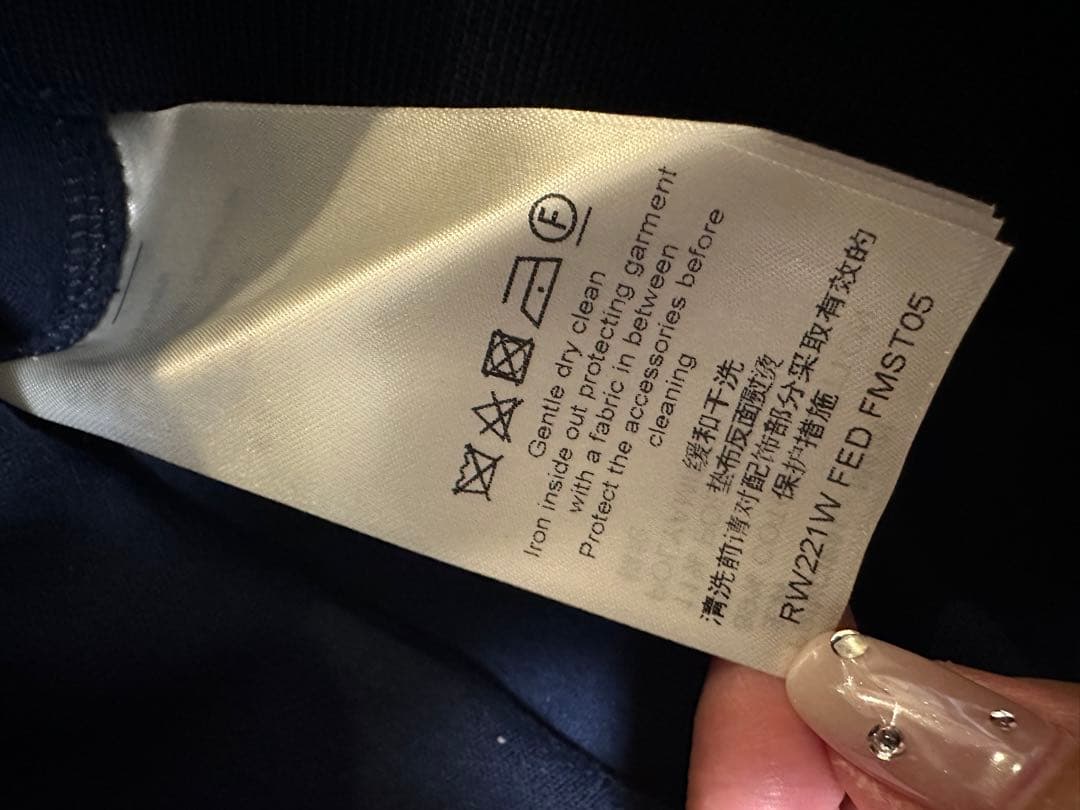 F
Gentle dry clean
Iron inside out protecting garment
with a fabric in between
Protect the accessories before
cleaning
缓和干洗
垫布反面熨烫
清洗前请对配饰部分采取有效的
保护措施
RW221W FED FMST05